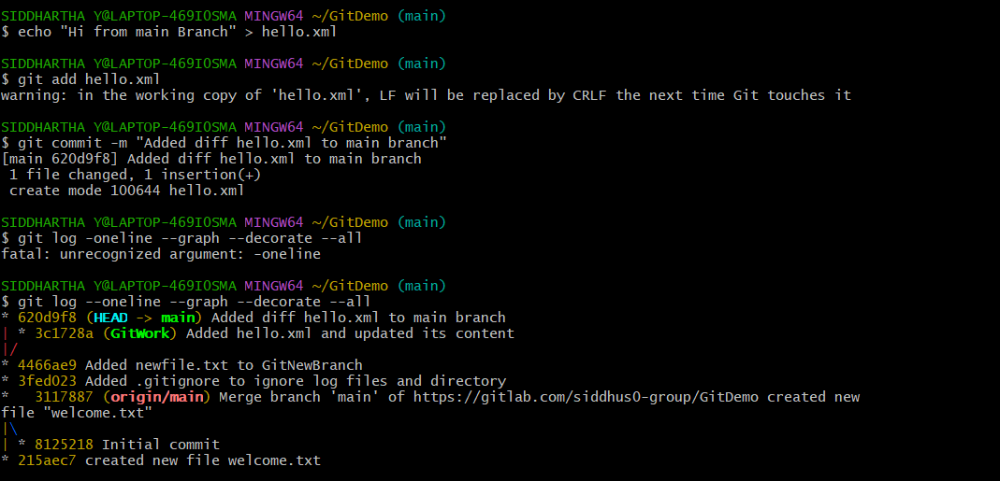 SIDDHARTHA Y@LAPTOP-469IOSMA MINGW64 ~/GitDemo (main)
$ echo "Hi from main Branch" > hello.xml
SIDDHARTHA Y@LAPTOP-469IOSMA MINGW64 ~/GitDemo (main)
$ git add hello.xml
warning: in the working copy of 'hello.xml', LF will be replaced by CRLF the next time Git touches it
SIDDHARTHA Y@LAPTOP-469IOSMA MINGW64 ~/GitDemo (main)
$ git commit -m "Added diff hello.xml to main branch"
[main 620d9f8] Added diff hello.xml to main branch
 1 file changed, 1 insertion(+)
 create mode 100644 hello.xml
SIDDHARTHA Y@LAPTOP-469IOSMA MINGW64 ~/GitDemo (main)
$ git log -oneline --graph --decorate --all
fatal: unrecognized argument: -oneline
SIDDHARTHA Y@LAPTOP-469IOSMA MINGW64 ~/GitDemo (main)
$ git log --oneline --graph --decorate --all
* 620d9f8 (HEAD -> main) Added diff hello.xml to main branch
| * 3c1728a (GitWork) Added hello.xml and updated its content
|/
* 4466ae9 Added newfile.txt to GitNewBranch
* 3fed023 Added .gitignore to ignore log files and directory
*   3117887 (origin/main) Merge branch 'main' of https://gitlab.com/siddhus0-group/GitDemo created new
file "welcome.txt"
|\
| * 8125218 Initial commit
* 215aec7 created new file welcome.txt